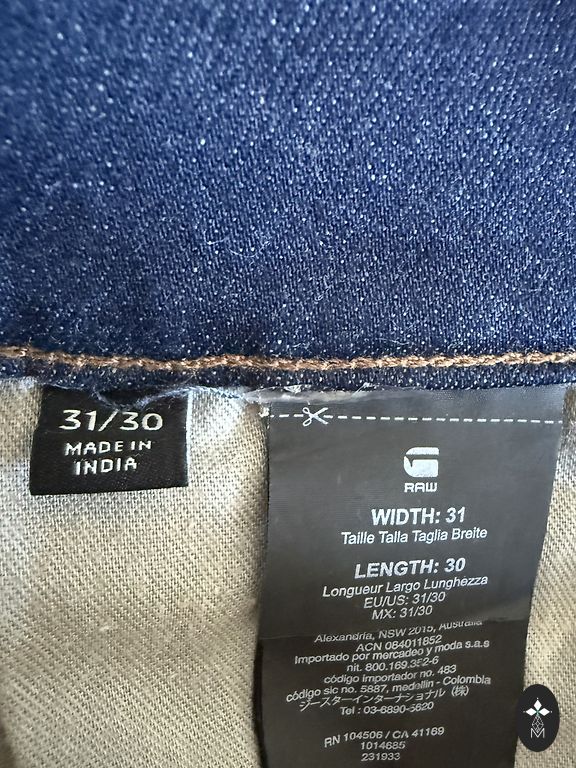 31/30
MADE IN
INDIA
RAW
WIDTH: 31
Taille Talla Taglia Breite
LENGTH: 30
Longueur Largo Lunghezza
EU/US: 31/30
MX: 31/30
Alexandria, NSW 2015, Australia
ACN 084011852
Importado por mercadeo y moda s.a.s
nit. 800.169.352-6
código importador no. 483
código sic no. 5887, medellin - Colombia
ジースターインターナショナル (株)
Tel : 03-6890-5620
RN 104506 / CA 41169
1014685
231933
M